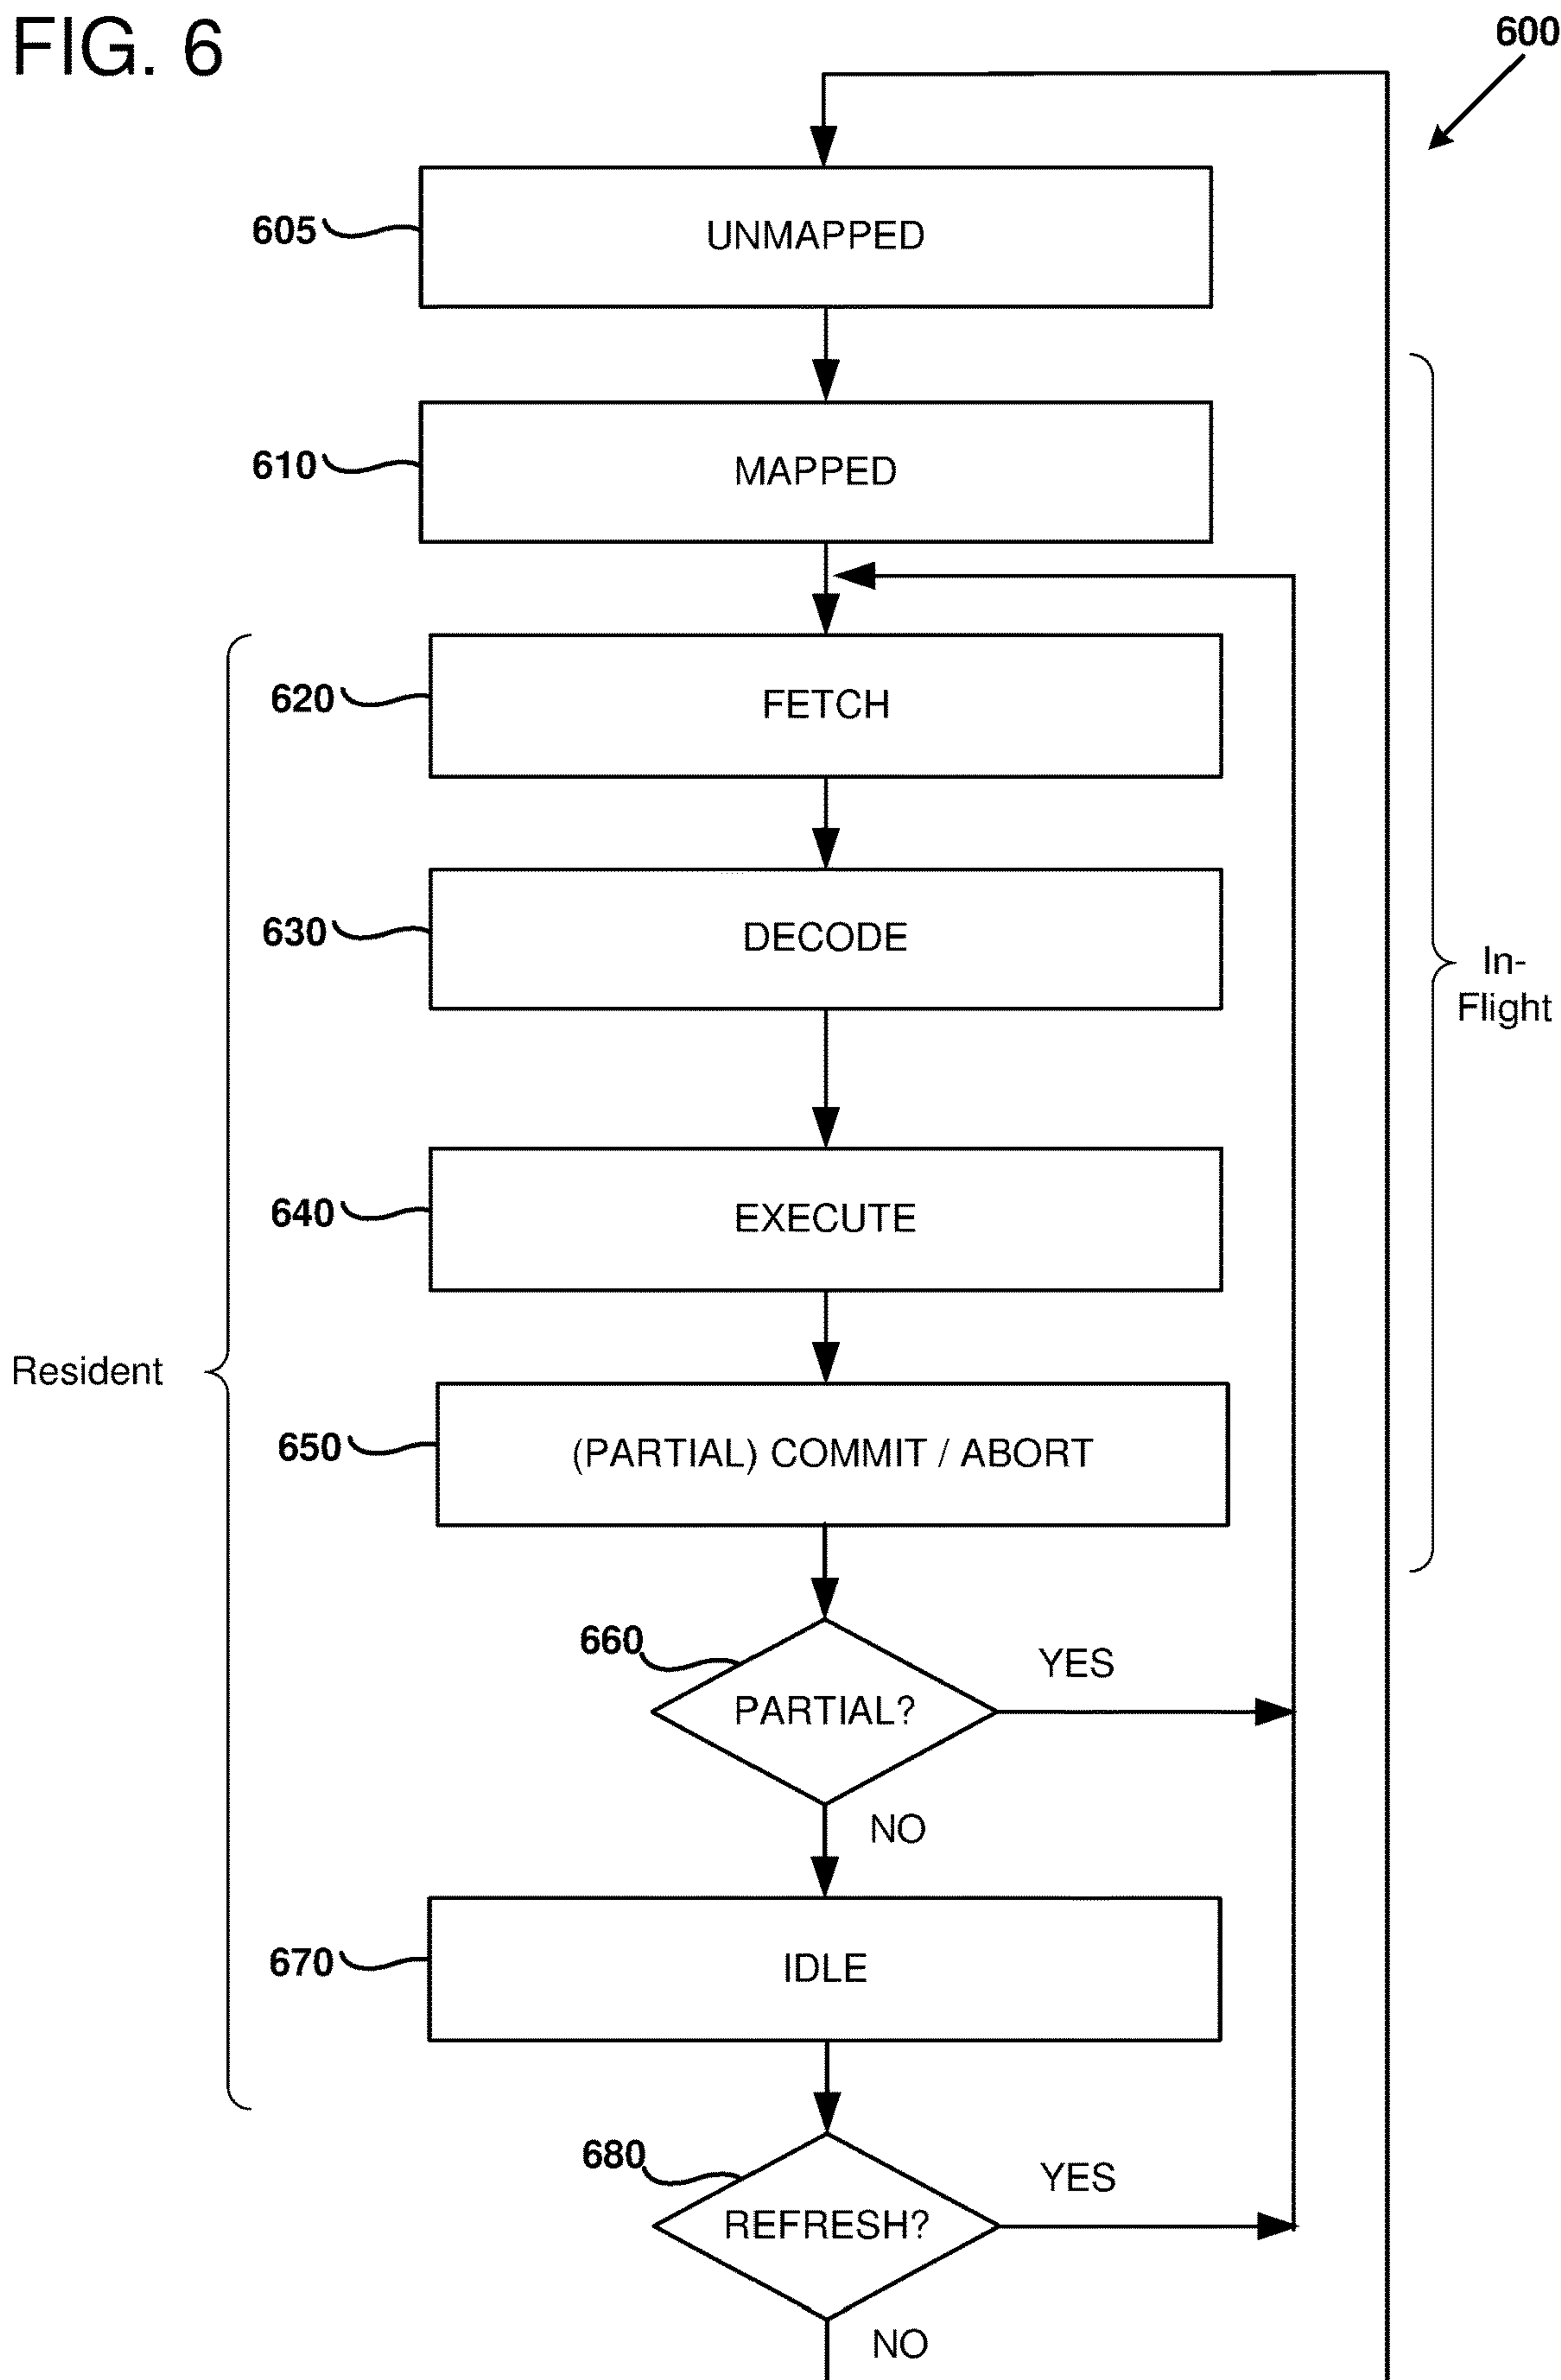 FIG. 6
600
605
UNMAPPED
610
MAPPED
620
FETCH
630
DECODE
In-
Flight
640
EXECUTE
Resident
650
(PARTIAL) COMMIT / ABORT
660
YES
PARTIAL?
NO
670
IDLE
680
YES
REFRESH?
NO